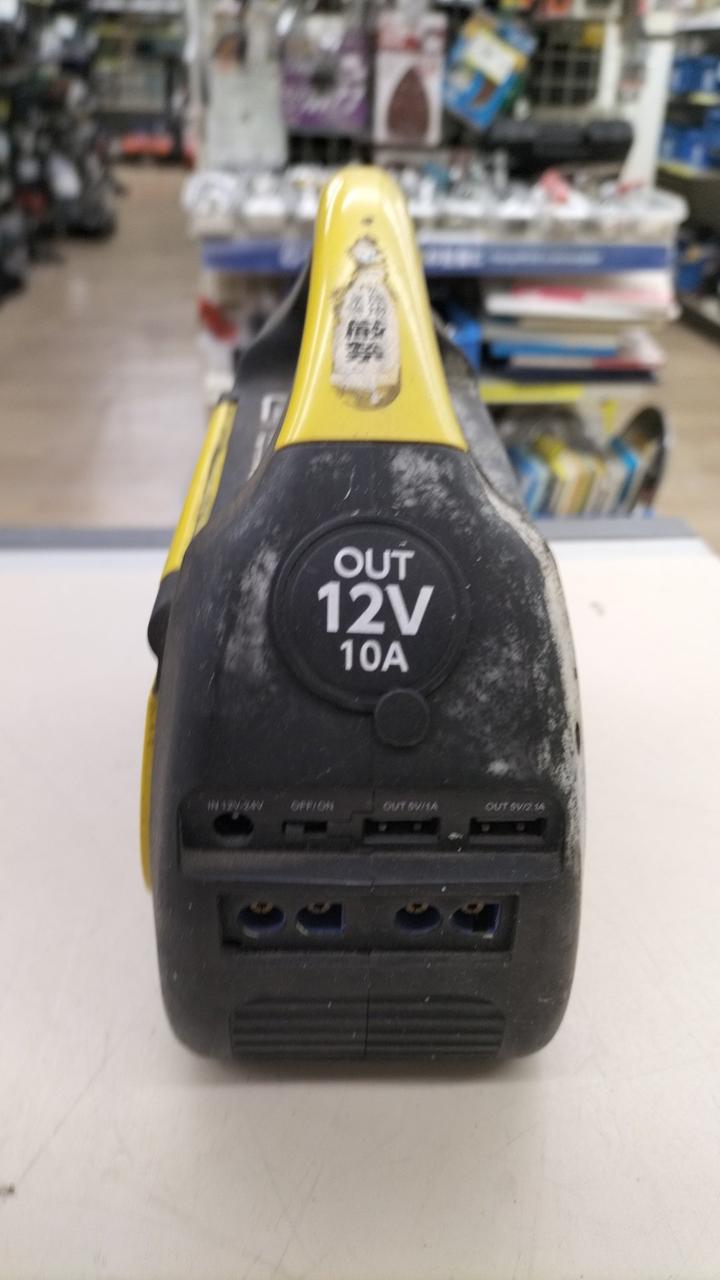 OUT
12V
10A
IN 12V-24V OFF/ON OUT 5V/1A OUT 5V/2.1A